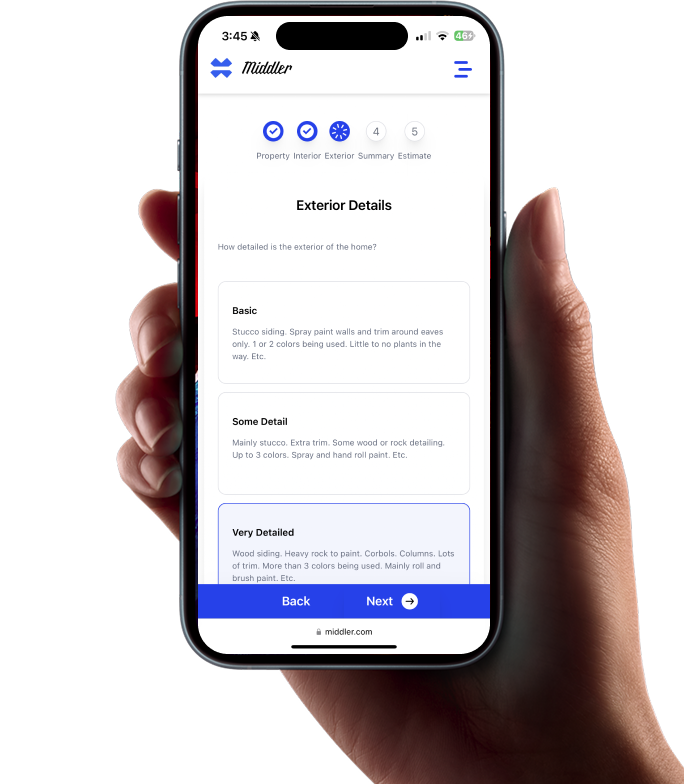 3:45
46
Middler
4
5
Property Interior Exterior Summary Estimate
Exterior Details
How detailed is the exterior of the home?
Basic
Stucco siding. Spray paint walls and trim around eaves
only. 1 or 2 colors being used. Little to no plants in the
way. Etc.
Some Detail
Mainly stucco. Extra trim. Some wood or rock detailing.
Up to 3 colors. Spray and hand roll paint. Etc.
Very Detailed
Wood siding. Heavy rock to paint. Corbols. Columns. Lots
of trim. More than 3 colors being used. Mainly roll and
brush paint. Etc.
Back
Next
middler.com